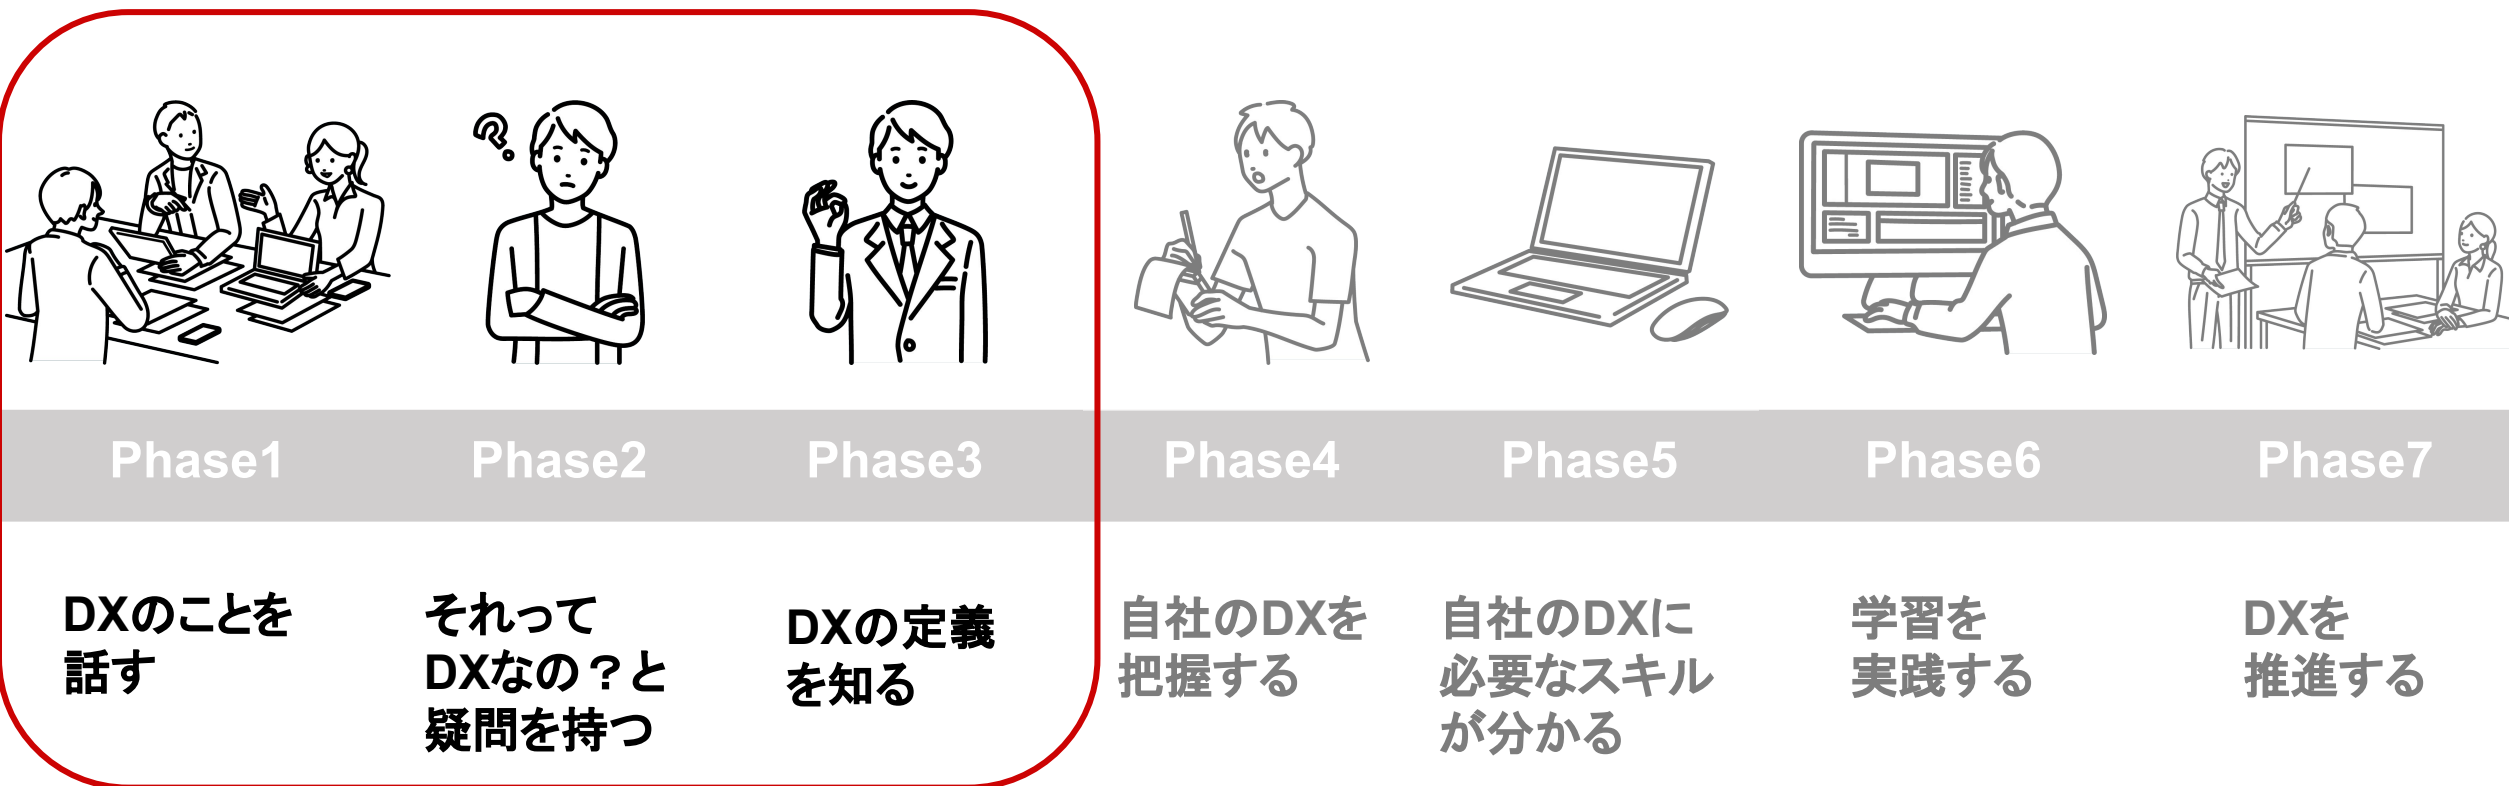 Phase1
Phase2
Phase3
Phase4
Phase5
Phase6
Phase7
DXのことを
話す
それって
DXなの？と
疑問を持つ
DXの定義
を知る
自社のDXを
把握する
自社のDXに
必要なスキル
が分かる
学習と
実践する
DXを
推進する